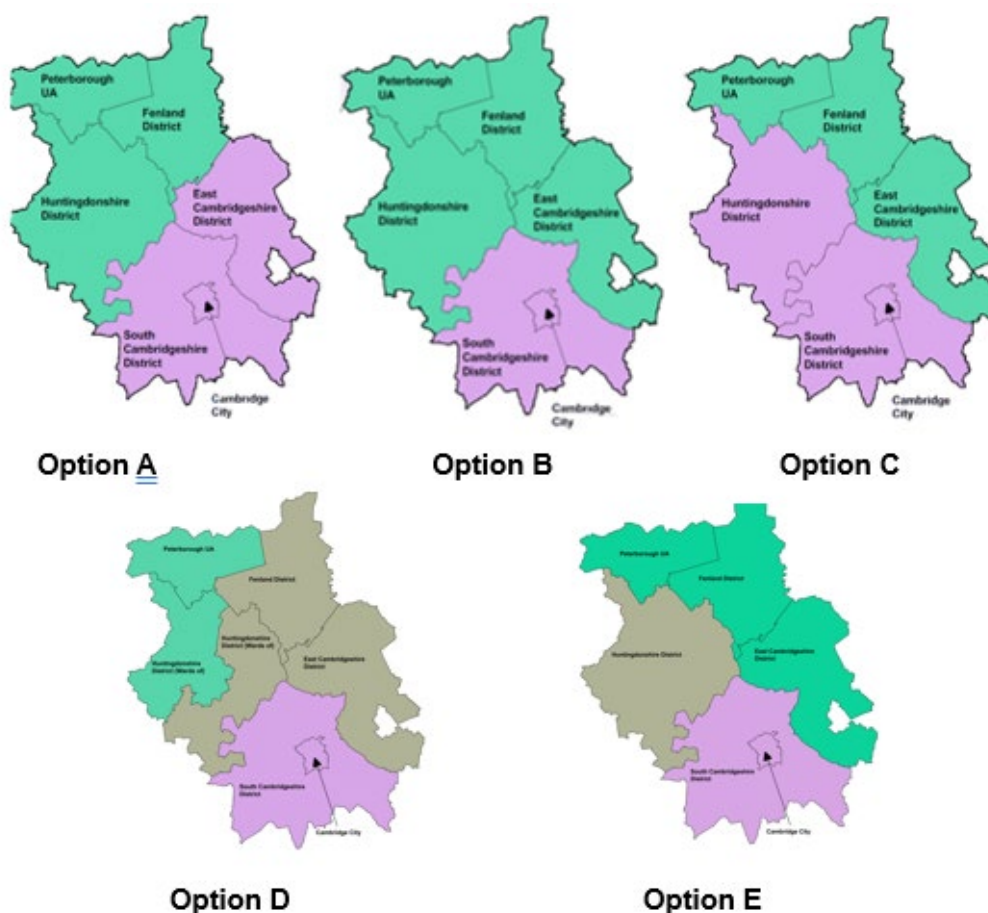 Peterborough
UA
Fenland
District
Huntingdonshire
District
East
Cambridgeshire
District
South
Cambridgeshire
District
Cambridge
City
Option A
Peterborough
UA
Fenland
District
Huntingdonshire
District
East
Cambridgeshire
District
South
Cambridgeshire
District
Cambridge
City
Option B
Peterborough
UA
Fenland
District
Huntingdonshire
District
East
Cambridgeshire
District
South
Cambridgeshire
District
Cambridge
City
Option C
Peterborough UA
Fenland District
Huntingdonshire
District (Wards of)
Huntingdonshire
District (Wards of)
East Cambridgeshire
District
South Cambridgeshire
District
Cambridge City
Option D
Peterborough UA
Fenland District
Huntingdonshire District
East Cambridgeshire
District
South Cambridgeshire
District
Cambridge City
Option E